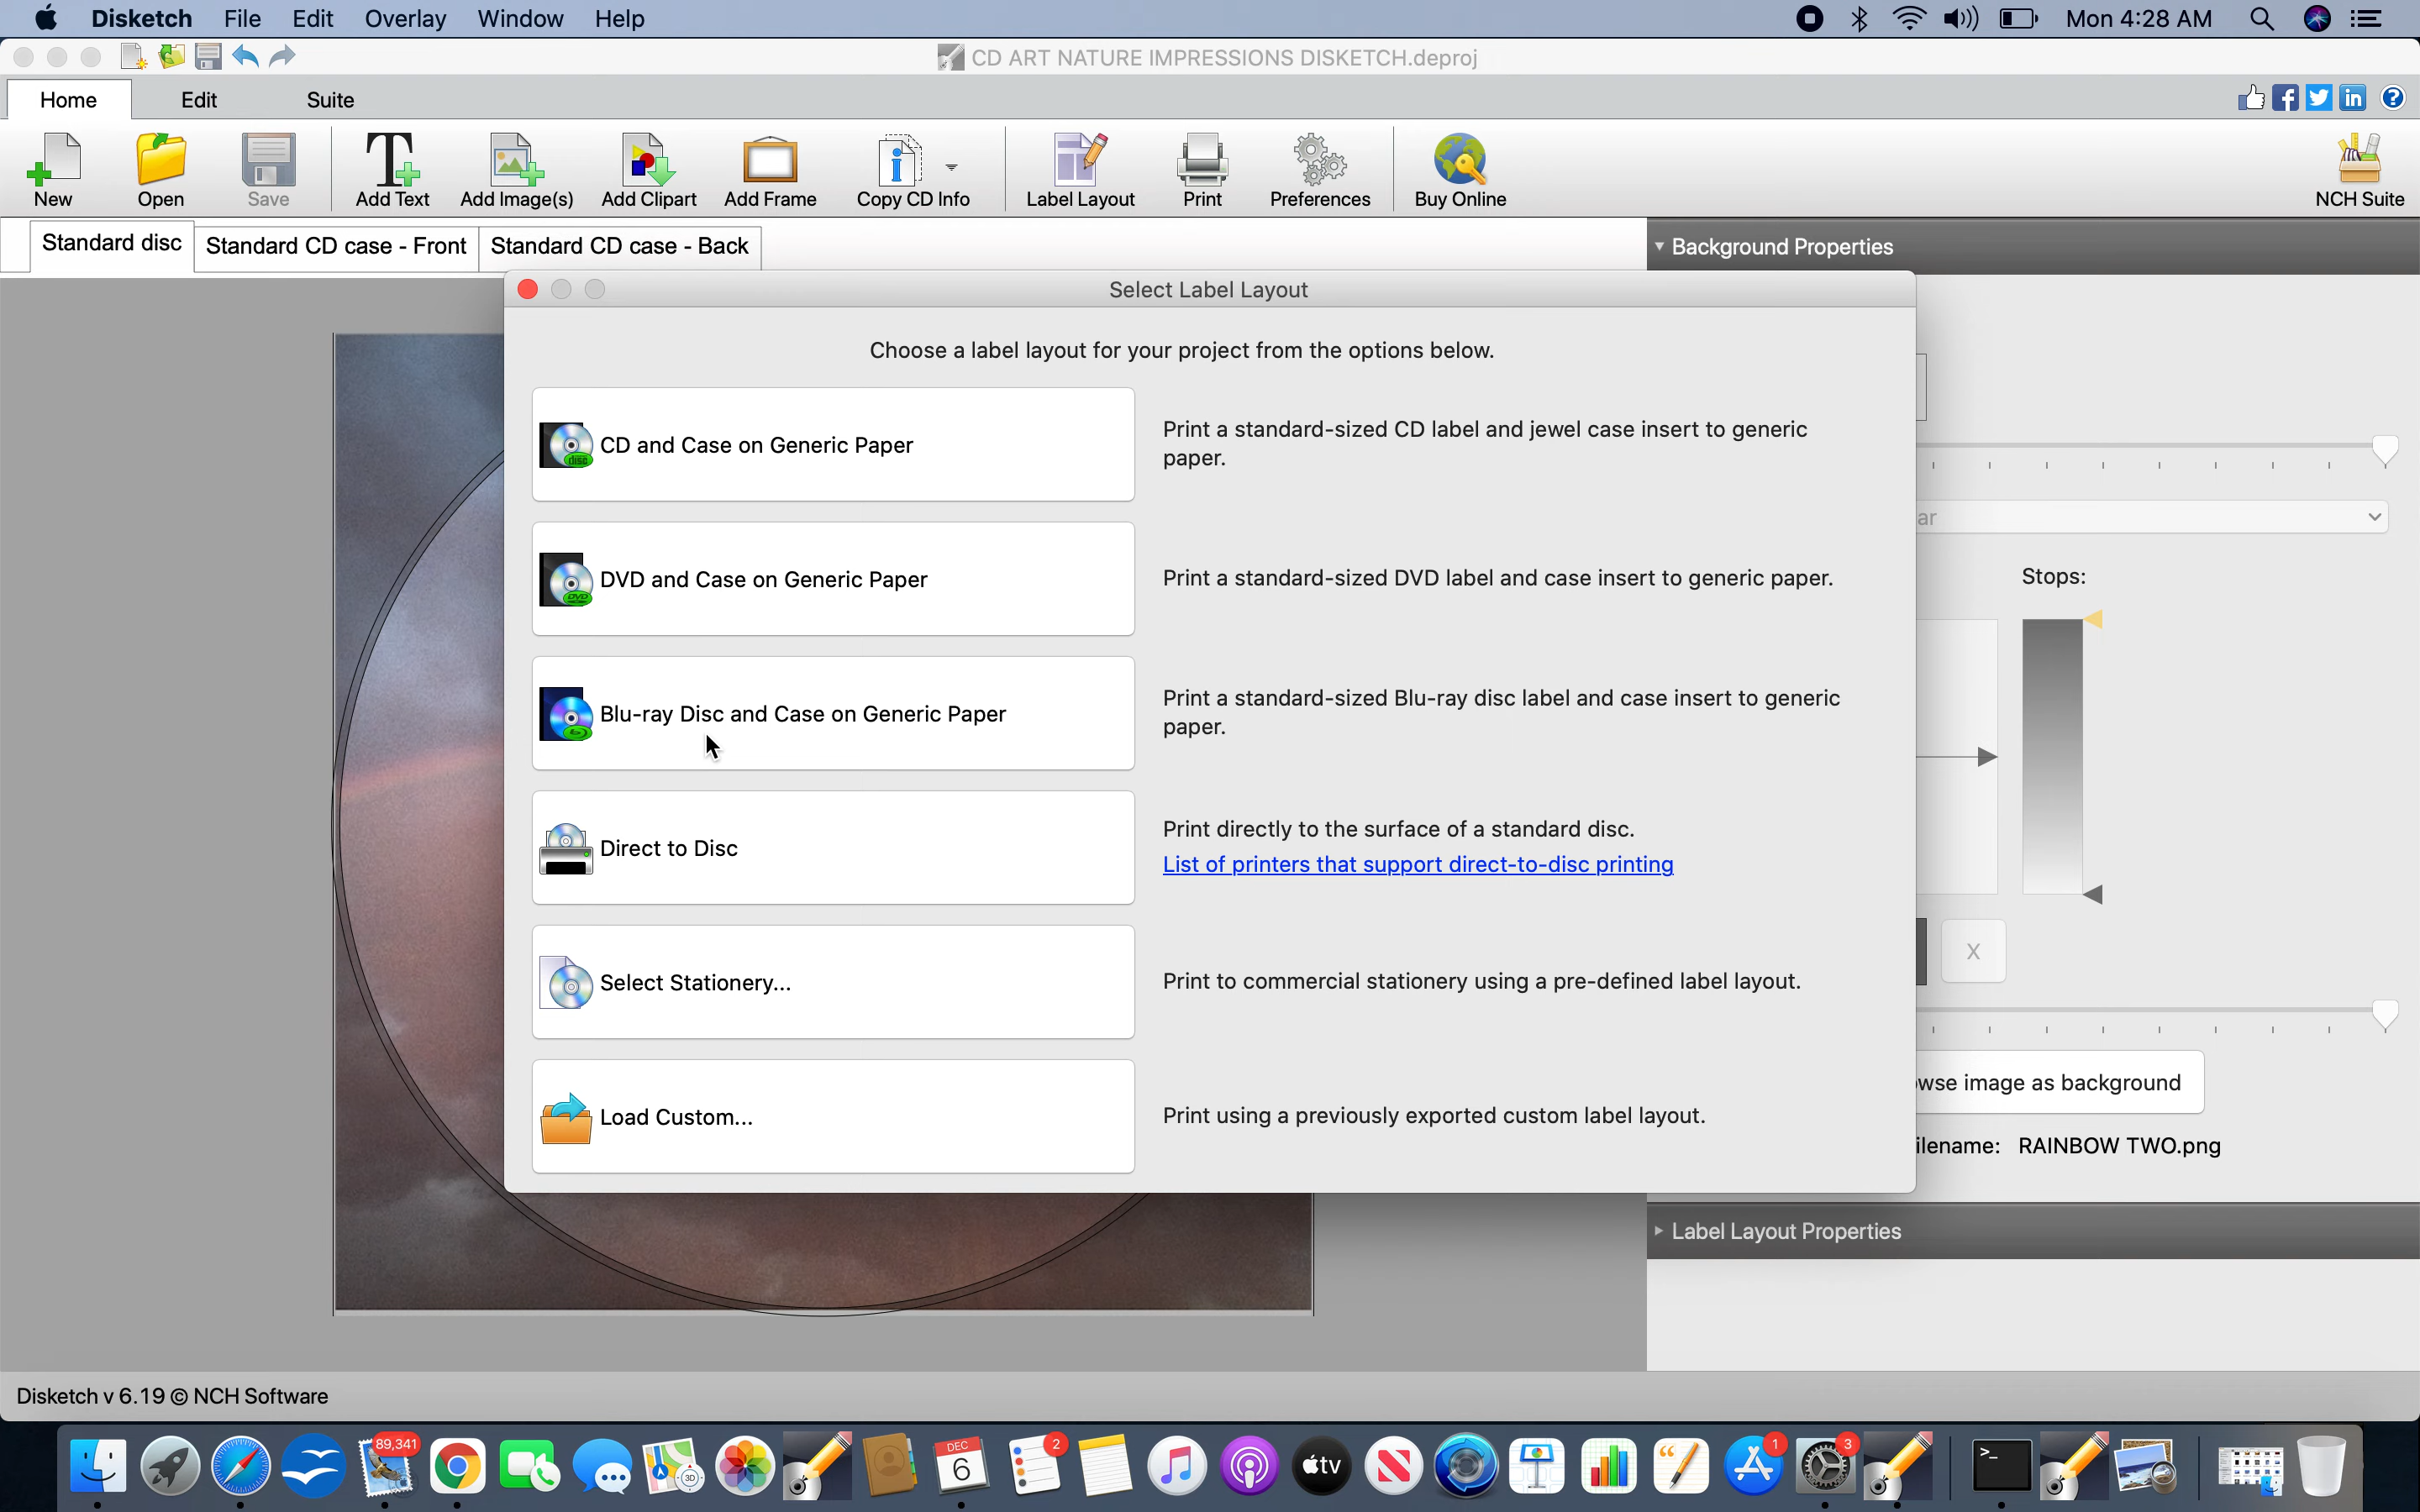 Disketch File Edit Overlay Window Help Mon 4:28 AM
CD ART NATURE IMPRESSIONS DISKETCH.deproj
Home Edit Suite
New Open Save Add Text Add Image(s) Add Clipart Add Frame Copy CD Info Label Layout Print Preferences Buy Online NCH Suite
Standard disc Standard CD case - Front Standard CD case - Back
Background Properties
Select Label Layout
Choose a label layout for your project from the options below.
CD and Case on Generic Paper
Print a standard-sized CD label and jewel case insert to generic
paper.
DVD and Case on Generic Paper
Print a standard-sized DVD label and case insert to generic paper.
Blu-ray Disc and Case on Generic Paper
Print a standard-sized Blu-ray disc label and case insert to generic
paper.
Direct to Disc
Print directly to the surface of a standard disc.
List of printers that support direct-to-disc printing
Select Stationery...
Print to commercial stationery using a pre-defined label layout.
Load Custom...
Print using a previously exported custom label layout.
ar
Stops:
X
wse image as background
ilename: RAINBOW TWO.png
Label Layout Properties
Disketch v 6.19 © NCH Software
89,341
3D
DEC
6
2
tv
1
3
>_